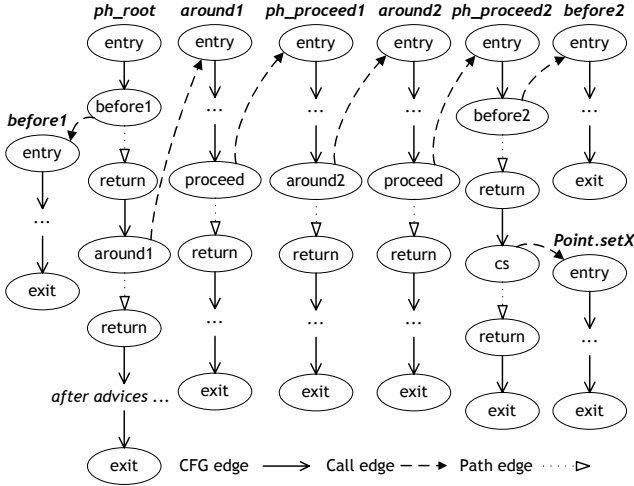 ph_root around1 ph_proceed1 around2 ph_proceed2 before2
entry entry entry entry entry entry
before1 ... ... ... before2 ...
before1
entry return proceed around2 proceed return exit
... around1 return return return cs Point.setX
entry
exit return ... ... ... return ...
after advices ... exit exit exit exit exit
exit CFG edge Call edge Path edge